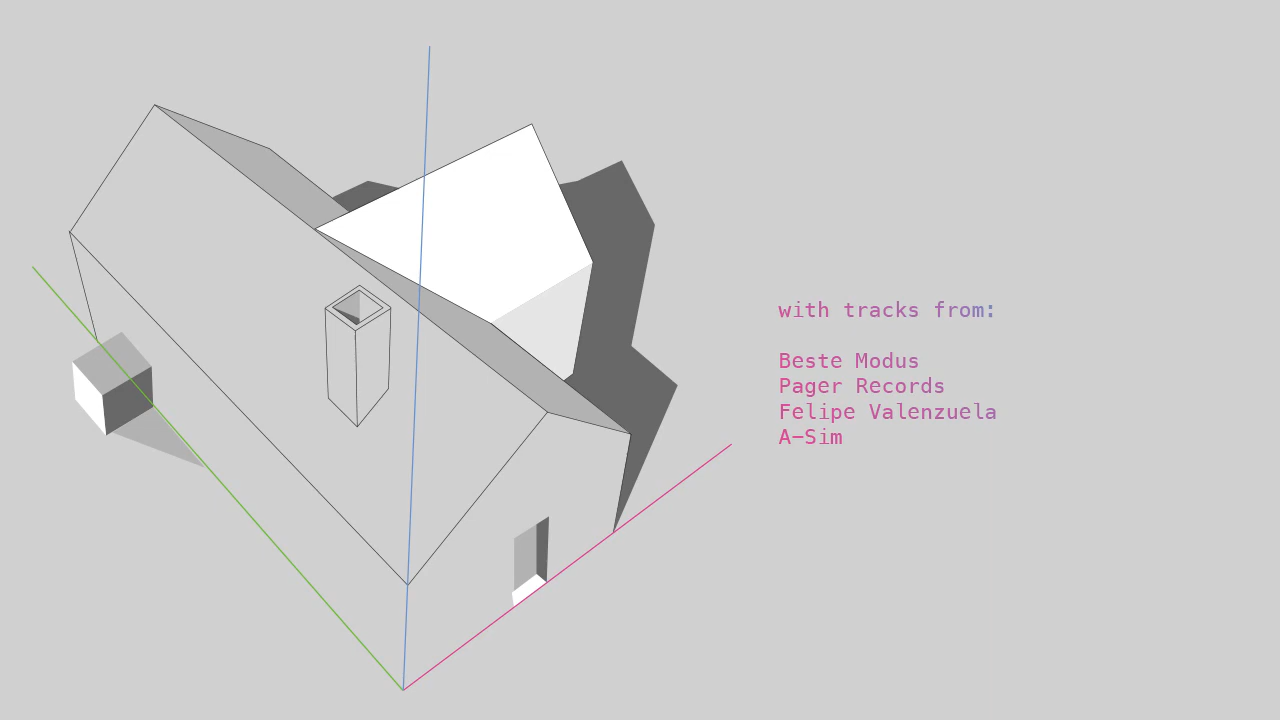 with tracks from:
Beste Modus
Pager Records
Felipe Valenzuela
A-Sim